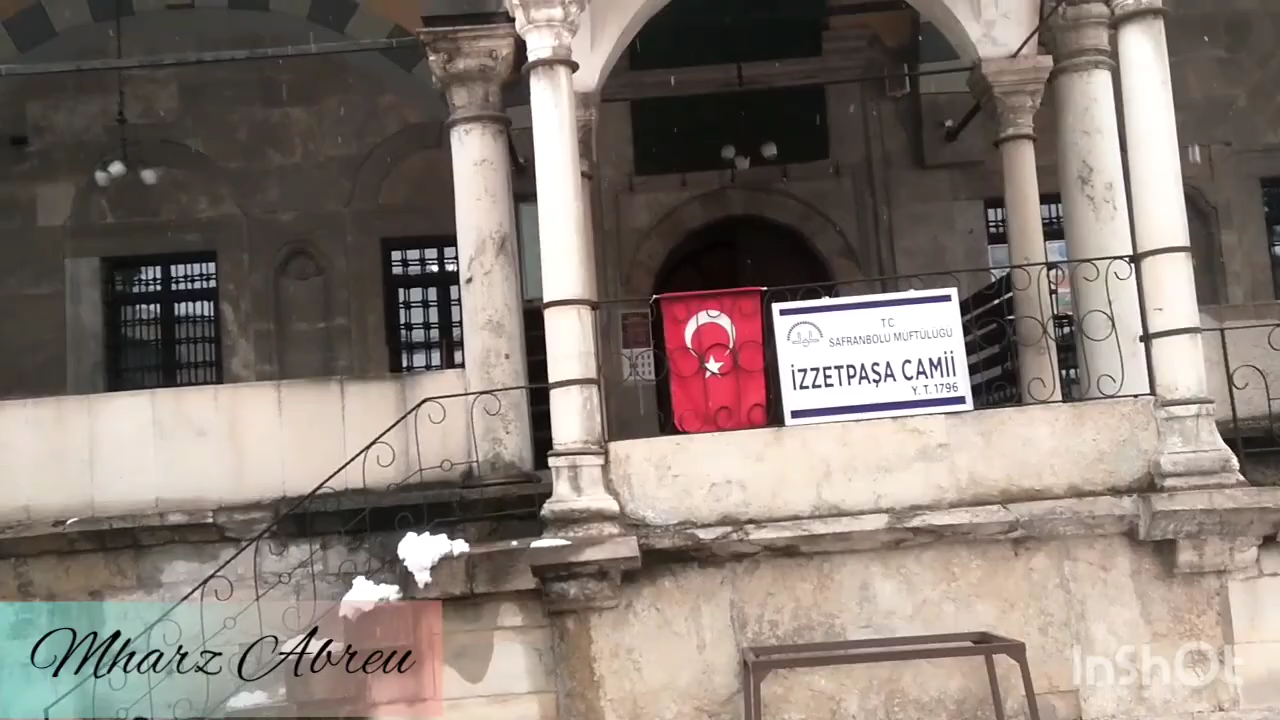 T.C
SAFRANBOLU MÜFTÜLÜĞÜ
İZZETPAŞA CAMİİ
Y. T. 1796
Mharz Abreu
InShOt